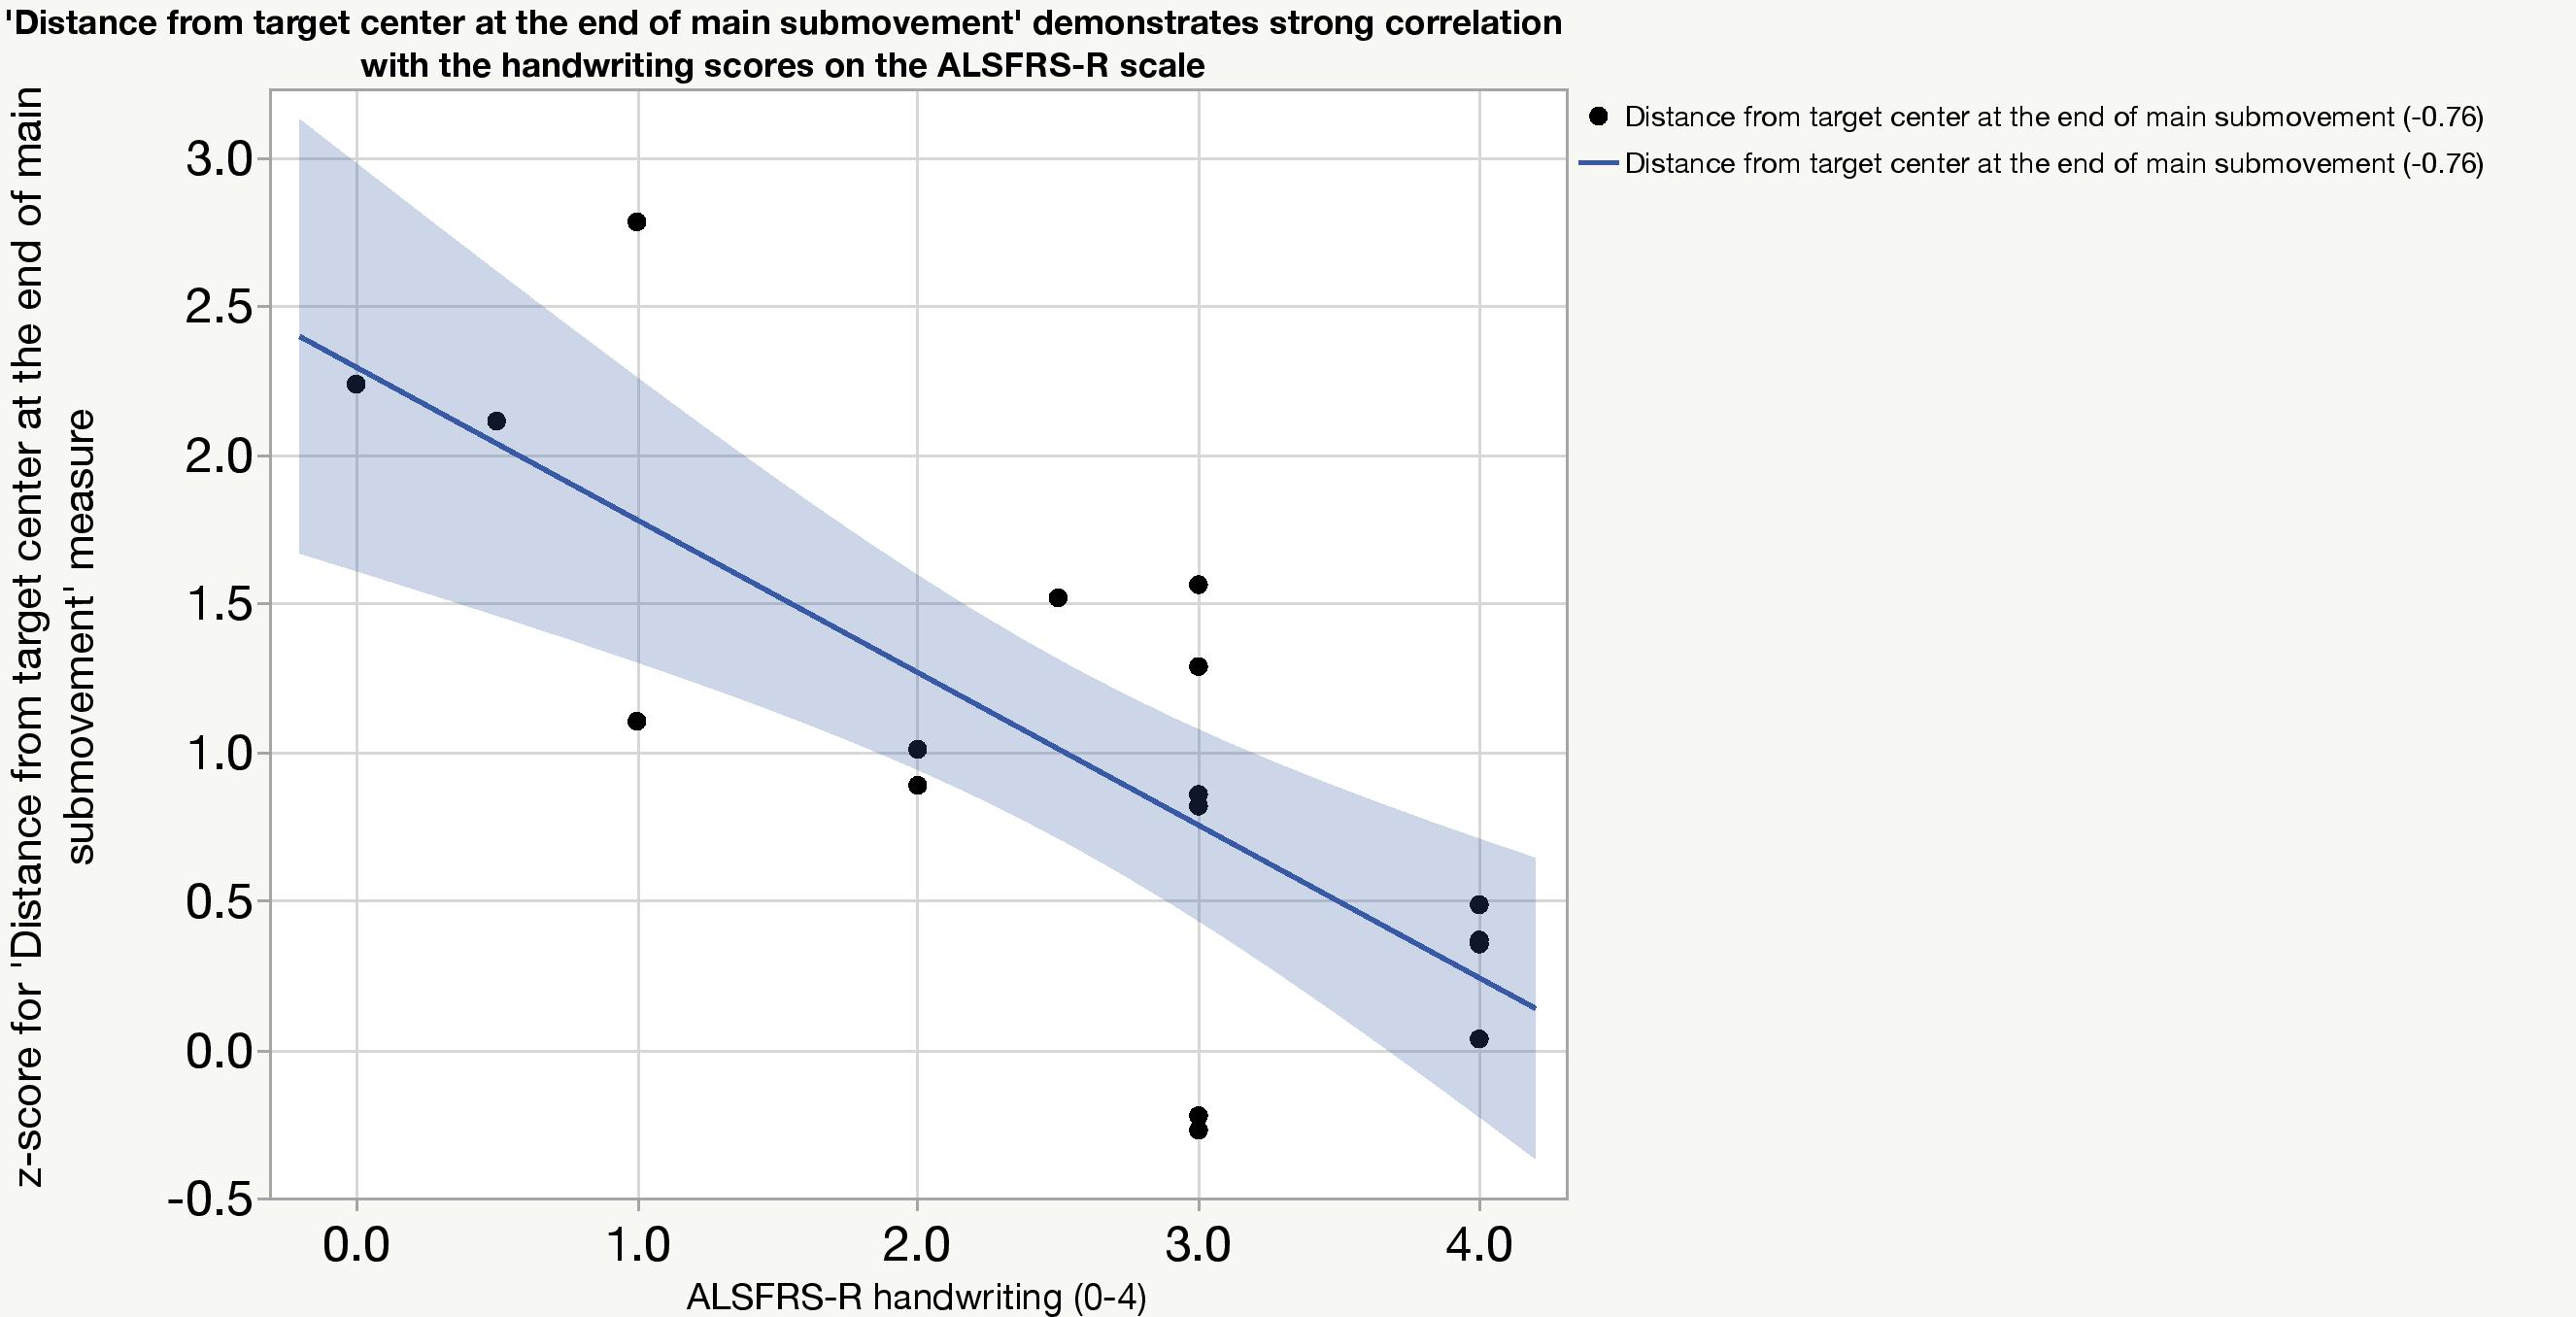 'Distance from target center at the end of main submovement' demonstrates strong correlation
with the handwriting scores on the ALSFRS-R scale
z-score for 'Distance from target center at the end of main
submovement' measure
3.0
2.5
2.0
1.5
1.0
0.5
0.0
-0.5
0.0 1.0 2.0 3.0 4.0
ALSFRS-R handwriting (0-4)
Distance from target center at the end of main submovement (-0.76)
Distance from target center at the end of main submovement (-0.76)